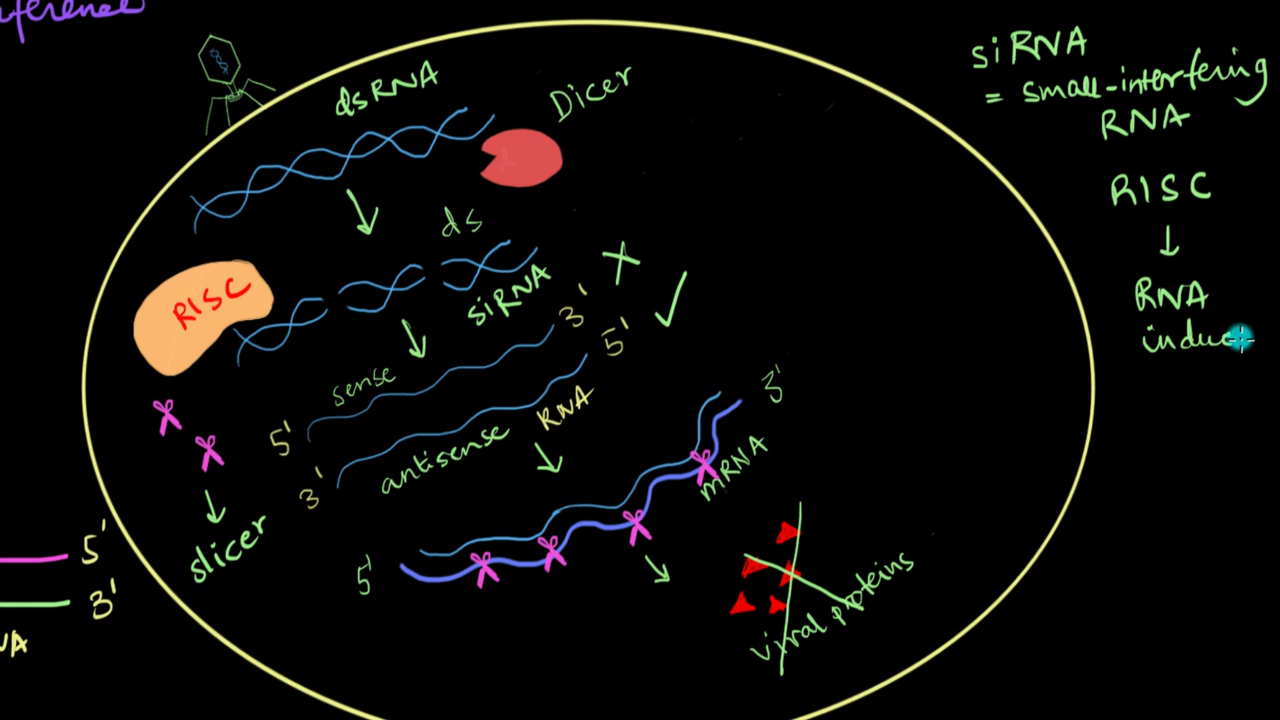 dsRNA
Dicer
ds
siRNA
RISC
sense
3'
5'
5'
3'
antisense
RNA
slicer
mRNA
3'
5'
viral proteins
5'
3'
siRNA
= small-interfering
RNA
RISC
↓
RNA